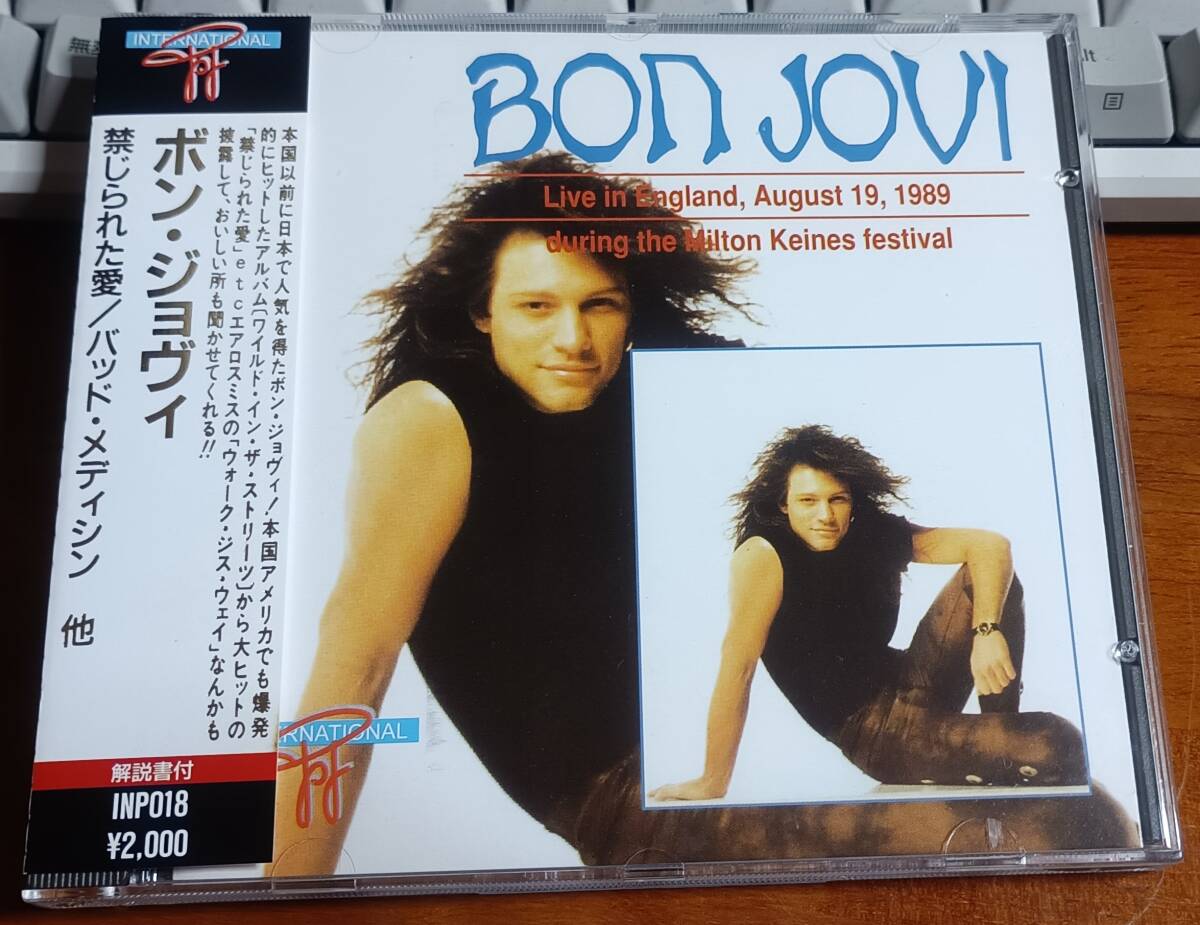 INTERNATIONAL
Pf
本国以前に日本で人気を得たボン・ジョヴィ!本国アメリカでも爆発
的にヒットしたアルバム〔ワイルド・イン・ザ・ストリーツ〕から大ヒットの
「禁じられた愛」etcエアロスミスの「ウォーク・ジス・ウェイ」なんかも
披露して、おいしい所も聞かせてくれる!!
ボン・ジョヴィ
禁じられた愛/バッド・メディシン 他
解説書付
INP018
¥2,000
BON JOVI
Live in England, August 19, 1989
during the Milton Keines festival
ERNATIONAL
Pf
無変
Alt